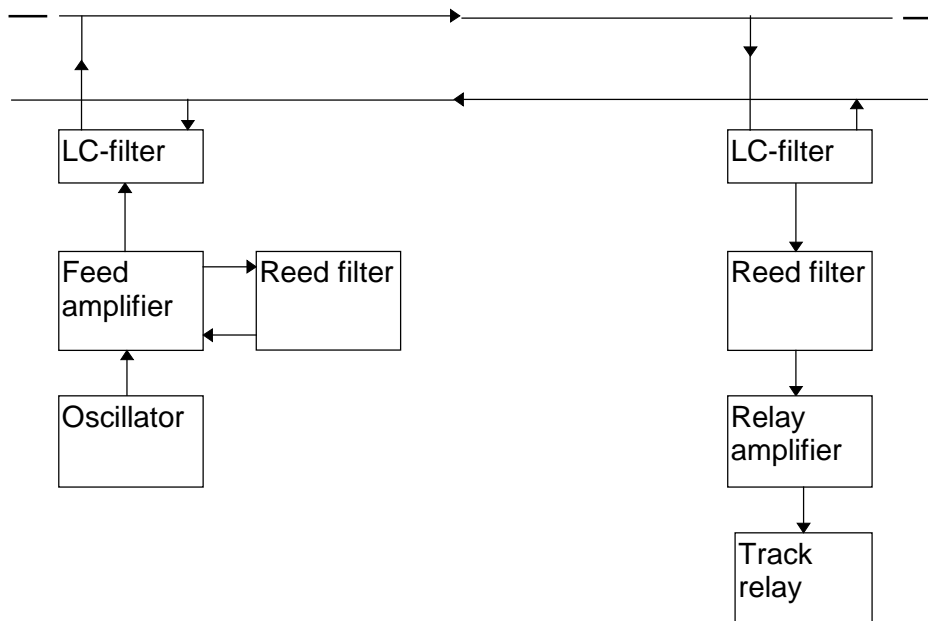 LC-filter
LC-filter
Feed
amplifier
Reed filter
Reed filter
Oscillator
Relay
amplifier
Track
relay